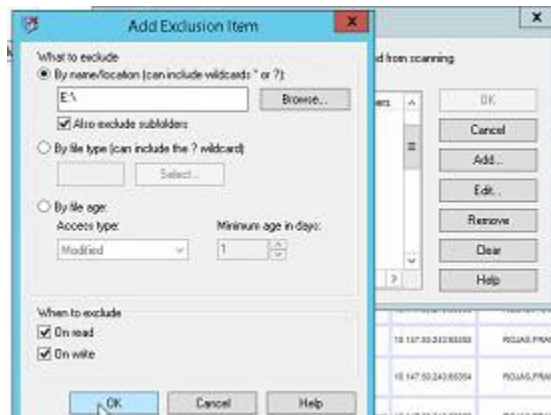 Add Exclusion Item
What to exclude
By name/location (can include wildcards * or ?):
E:\
Browse...
Also exclude subfolders
By file type (can include the ? wildcard)
Select...
By file age:
Access type:
Minimum age in days:
Modified
1
When to exclude
On read
On write
OK
Cancel
Help
d from scanning
ers
OK
Cancel
Add...
Edit...
Remove
Clear
Help